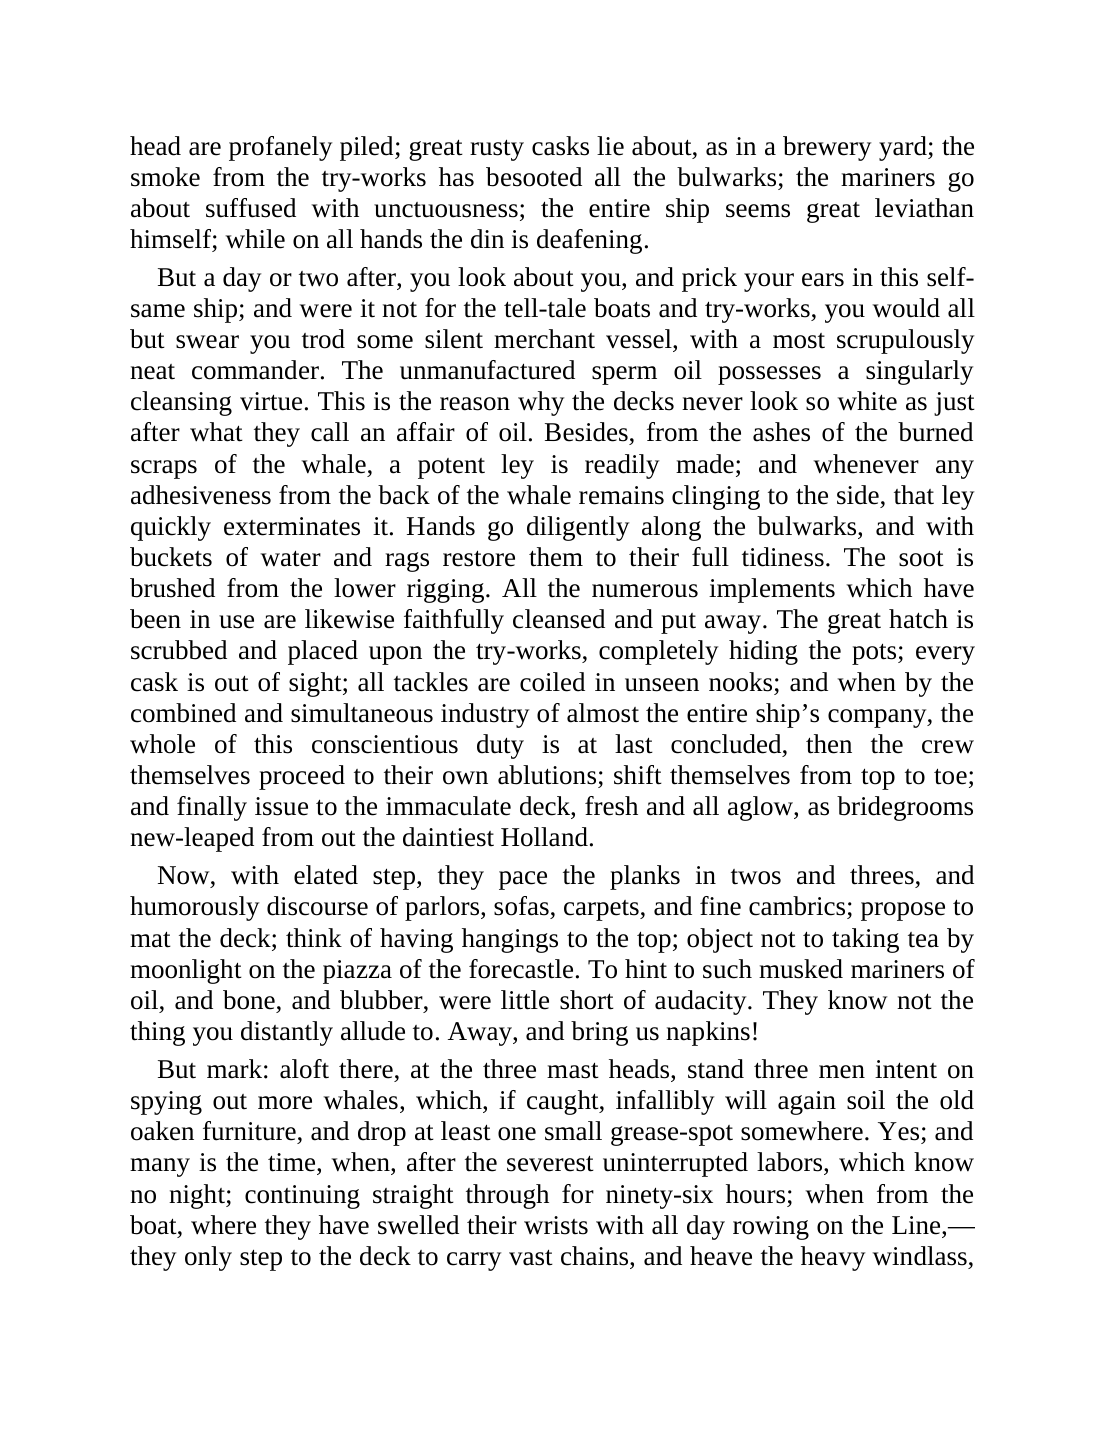 head are profanely piled; great rusty casks lie about, as in a brewery yard; the
smoke from the try-works has besooted all the bulwarks; the mariners go
about suffused with unctuousness; the entire ship seems great leviathan
himself; while on all hands the din is deafening.
But a day or two after, you look about you, and prick your ears in this self-
same ship; and were it not for the tell-tale boats and try-works, you would all
but swear you trod some silent merchant vessel, with a most scrupulously
neat commander. The unmanufactured sperm oil possesses a singularly
cleansing virtue. This is the reason why the decks never look so white as just
after what they call an affair of oil. Besides, from the ashes of the burned
scraps of the whale, a potent ley is readily made; and whenever any
adhesiveness from the back of the whale remains clinging to the side, that ley
quickly exterminates it. Hands go diligently along the bulwarks, and with
buckets of water and rags restore them to their full tidiness. The soot is
brushed from the lower rigging. All the numerous implements which have
been in use are likewise faithfully cleansed and put away. The great hatch is
scrubbed and placed upon the try-works, completely hiding the pots; every
cask is out of sight; all tackles are coiled in unseen nooks; and when by the
combined and simultaneous industry of almost the entire ship’s company, the
whole of this conscientious duty is at last concluded, then the crew
themselves proceed to their own ablutions; shift themselves from top to toe;
and finally issue to the immaculate deck, fresh and all aglow, as bridegrooms
new-leaped from out the daintiest Holland.
Now, with elated step, they pace the planks in twos and threes, and
humorously discourse of parlors, sofas, carpets, and fine cambrics; propose to
mat the deck; think of having hangings to the top; object not to taking tea by
moonlight on the piazza of the forecastle. To hint to such musked mariners of
oil, and bone, and blubber, were little short of audacity. They know not the
thing you distantly allude to. Away, and bring us napkins!
But mark: aloft there, at the three mast heads, stand three men intent on
spying out more whales, which, if caught, infallibly will again soil the old
oaken furniture, and drop at least one small grease-spot somewhere. Yes; and
many is the time, when, after the severest uninterrupted labors, which know
no night; continuing straight through for ninety-six hours; when from the
boat, where they have swelled their wrists with all day rowing on the Line,—
they only step to the deck to carry vast chains, and heave the heavy windlass,